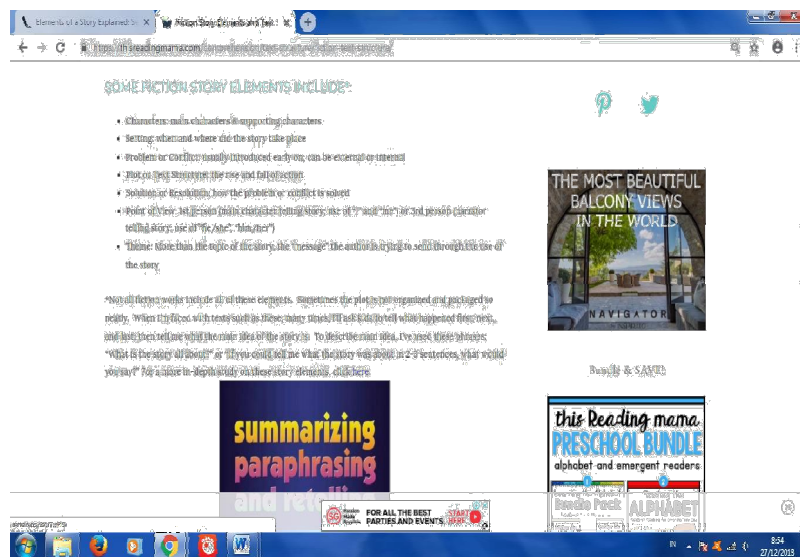 Elements of a Story Explained: S
Fiction Story Elements and Text
https://thisreadingmama.com/comprehension/
SOME FICTION STORY ELEMENTS INCLUDE*:
Characters: main characters & supporting characters
Setting: when and where did the story take place
Problem or Conflict: usually introduced early on; can be external or internal
Plot or Text Structure: the rise and fall of action
Solution or Resolution: how the problem or conflict is solved
Point of View: 1st person (main character telling story; use of "I" and "me") or 3rd person (narrator
telling story; use of "he/she", "him/her")
Theme: More than the topic of the story, the "message" the author is trying to send through the use of
the story
*Not all fiction works include all of these elements. Sometimes the plot is not organized and packaged so
neatly. When I'm faced with texts such as these, many times, I'll ask kids to tell what happened first, next,
and last; then tell me what the main idea of the story is. To describe main idea, I've used these phrases:
"What is the story all about?" or "If you could tell me what the story was about in 2-3 sentences, what would
you say?" For a more in-depth study on these story elements, click here.
summarizing
paraphrasing
and retelling
THE MOST BEAUTIFUL
BALCONY VIEWS
IN THE WORLD
NAVIGATOR
Bundle & SAVE!
this Reading mama
PRESCHOOL BUNDLE
alphabet and emergent readers
Reading Pack
ALPHABET
FOR ALL THE BEST
PARTIES AND EVENTS,
START
HERE
IN
8:54
27/12/2019